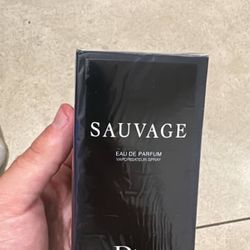 SAUVAGE
EAU DE PARFUM
VAPORISATEUR SPRAY